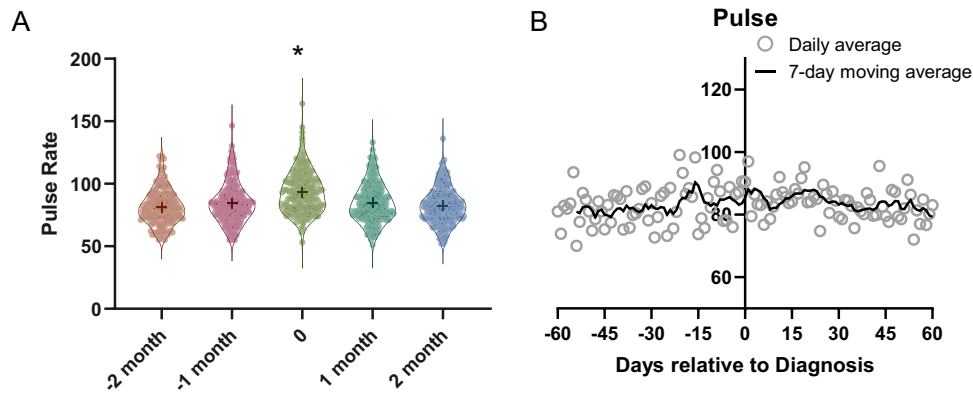 A
*
200
150
100
50
0
Pulse Rate
-2 month
-1 month
0
1 month
2 month
B
Pulse
Daily average
7-day moving average
120
100
80
60
-60 -45 -30 -15 0 15 30 45 60
Days relative to Diagnosis